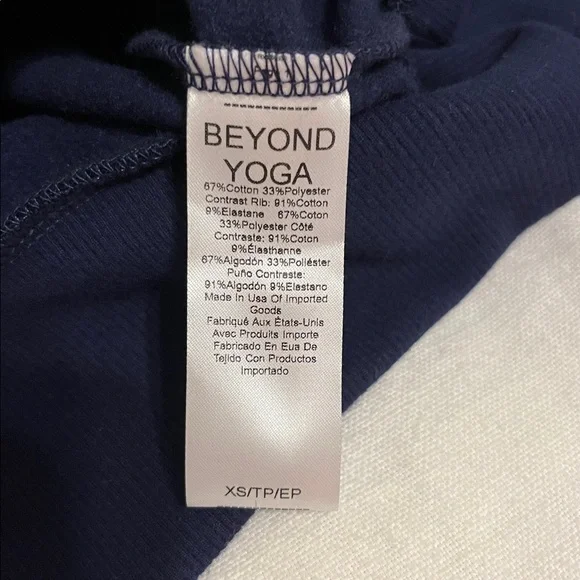 BEYOND
YOGA
67%Cotton 33%Polyester
Contrast Rib: 91%Cotton
9%Elastane 67%Coton
33%Polyester Côté
Contraste: 91%Coton
9%Élasthanne
67%Algodón 33%Poliéster
Puño Contraste:
91%Algodón 9%Elastano
Made In Usa Of Imported
Goods
Fabriqué Aux États-Unis
Avec Produits Importe
Fabricado En Eua De
Tejido Con Productos
Importado
XS/TP/EP